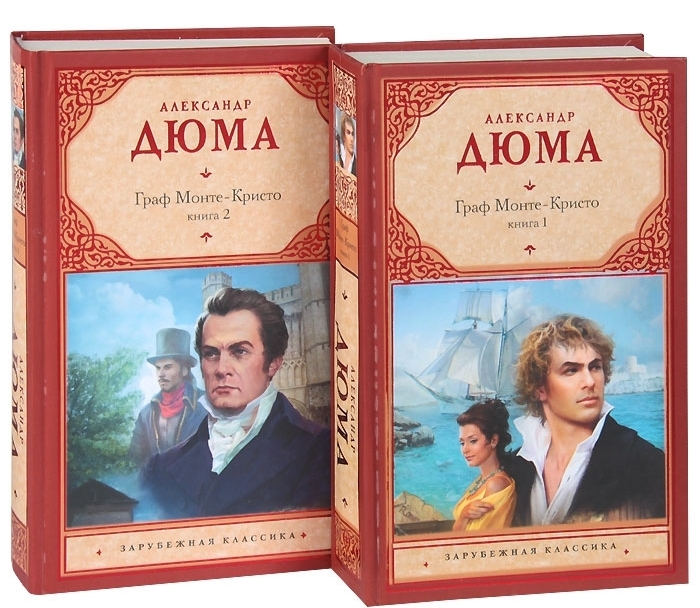 АЛЕКСАНДР
ДЮМА
Граф Монте-Кристо
книга 2
ЗАРУБЕЖНАЯ КЛАССИКА
АЛЕКСАНДР
ДЮМА
АЛЕКСАНДР
ДЮМА
Граф Монте-Кристо
книга 1
ЗАРУБЕЖНАЯ КЛАССИКА
АЛЕКСАНДР
ДЮМА